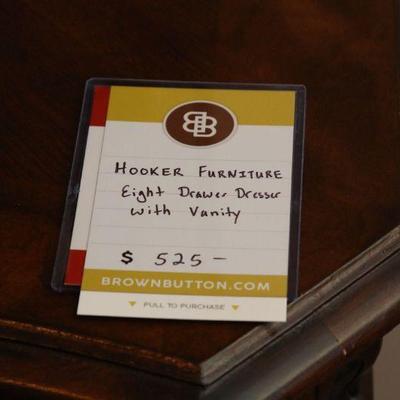 BB
HOOKER FURNITURE
Eight Drawer Dresser
with Vanity
$ 525-
BROWNBUTTON.COM
PULL TO PURCHASE